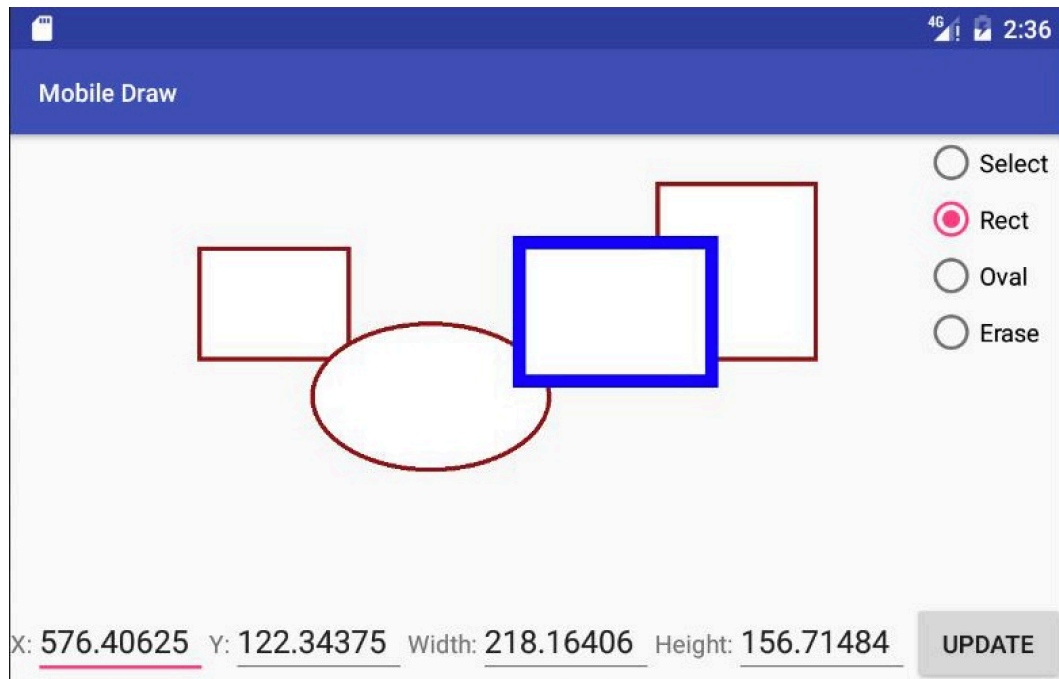 4G 2:36
Mobile Draw
Select
Rect
Oval
Erase
X: 576.40625 Y: 122.34375 Width: 218.16406 Height: 156.71484 UPDATE